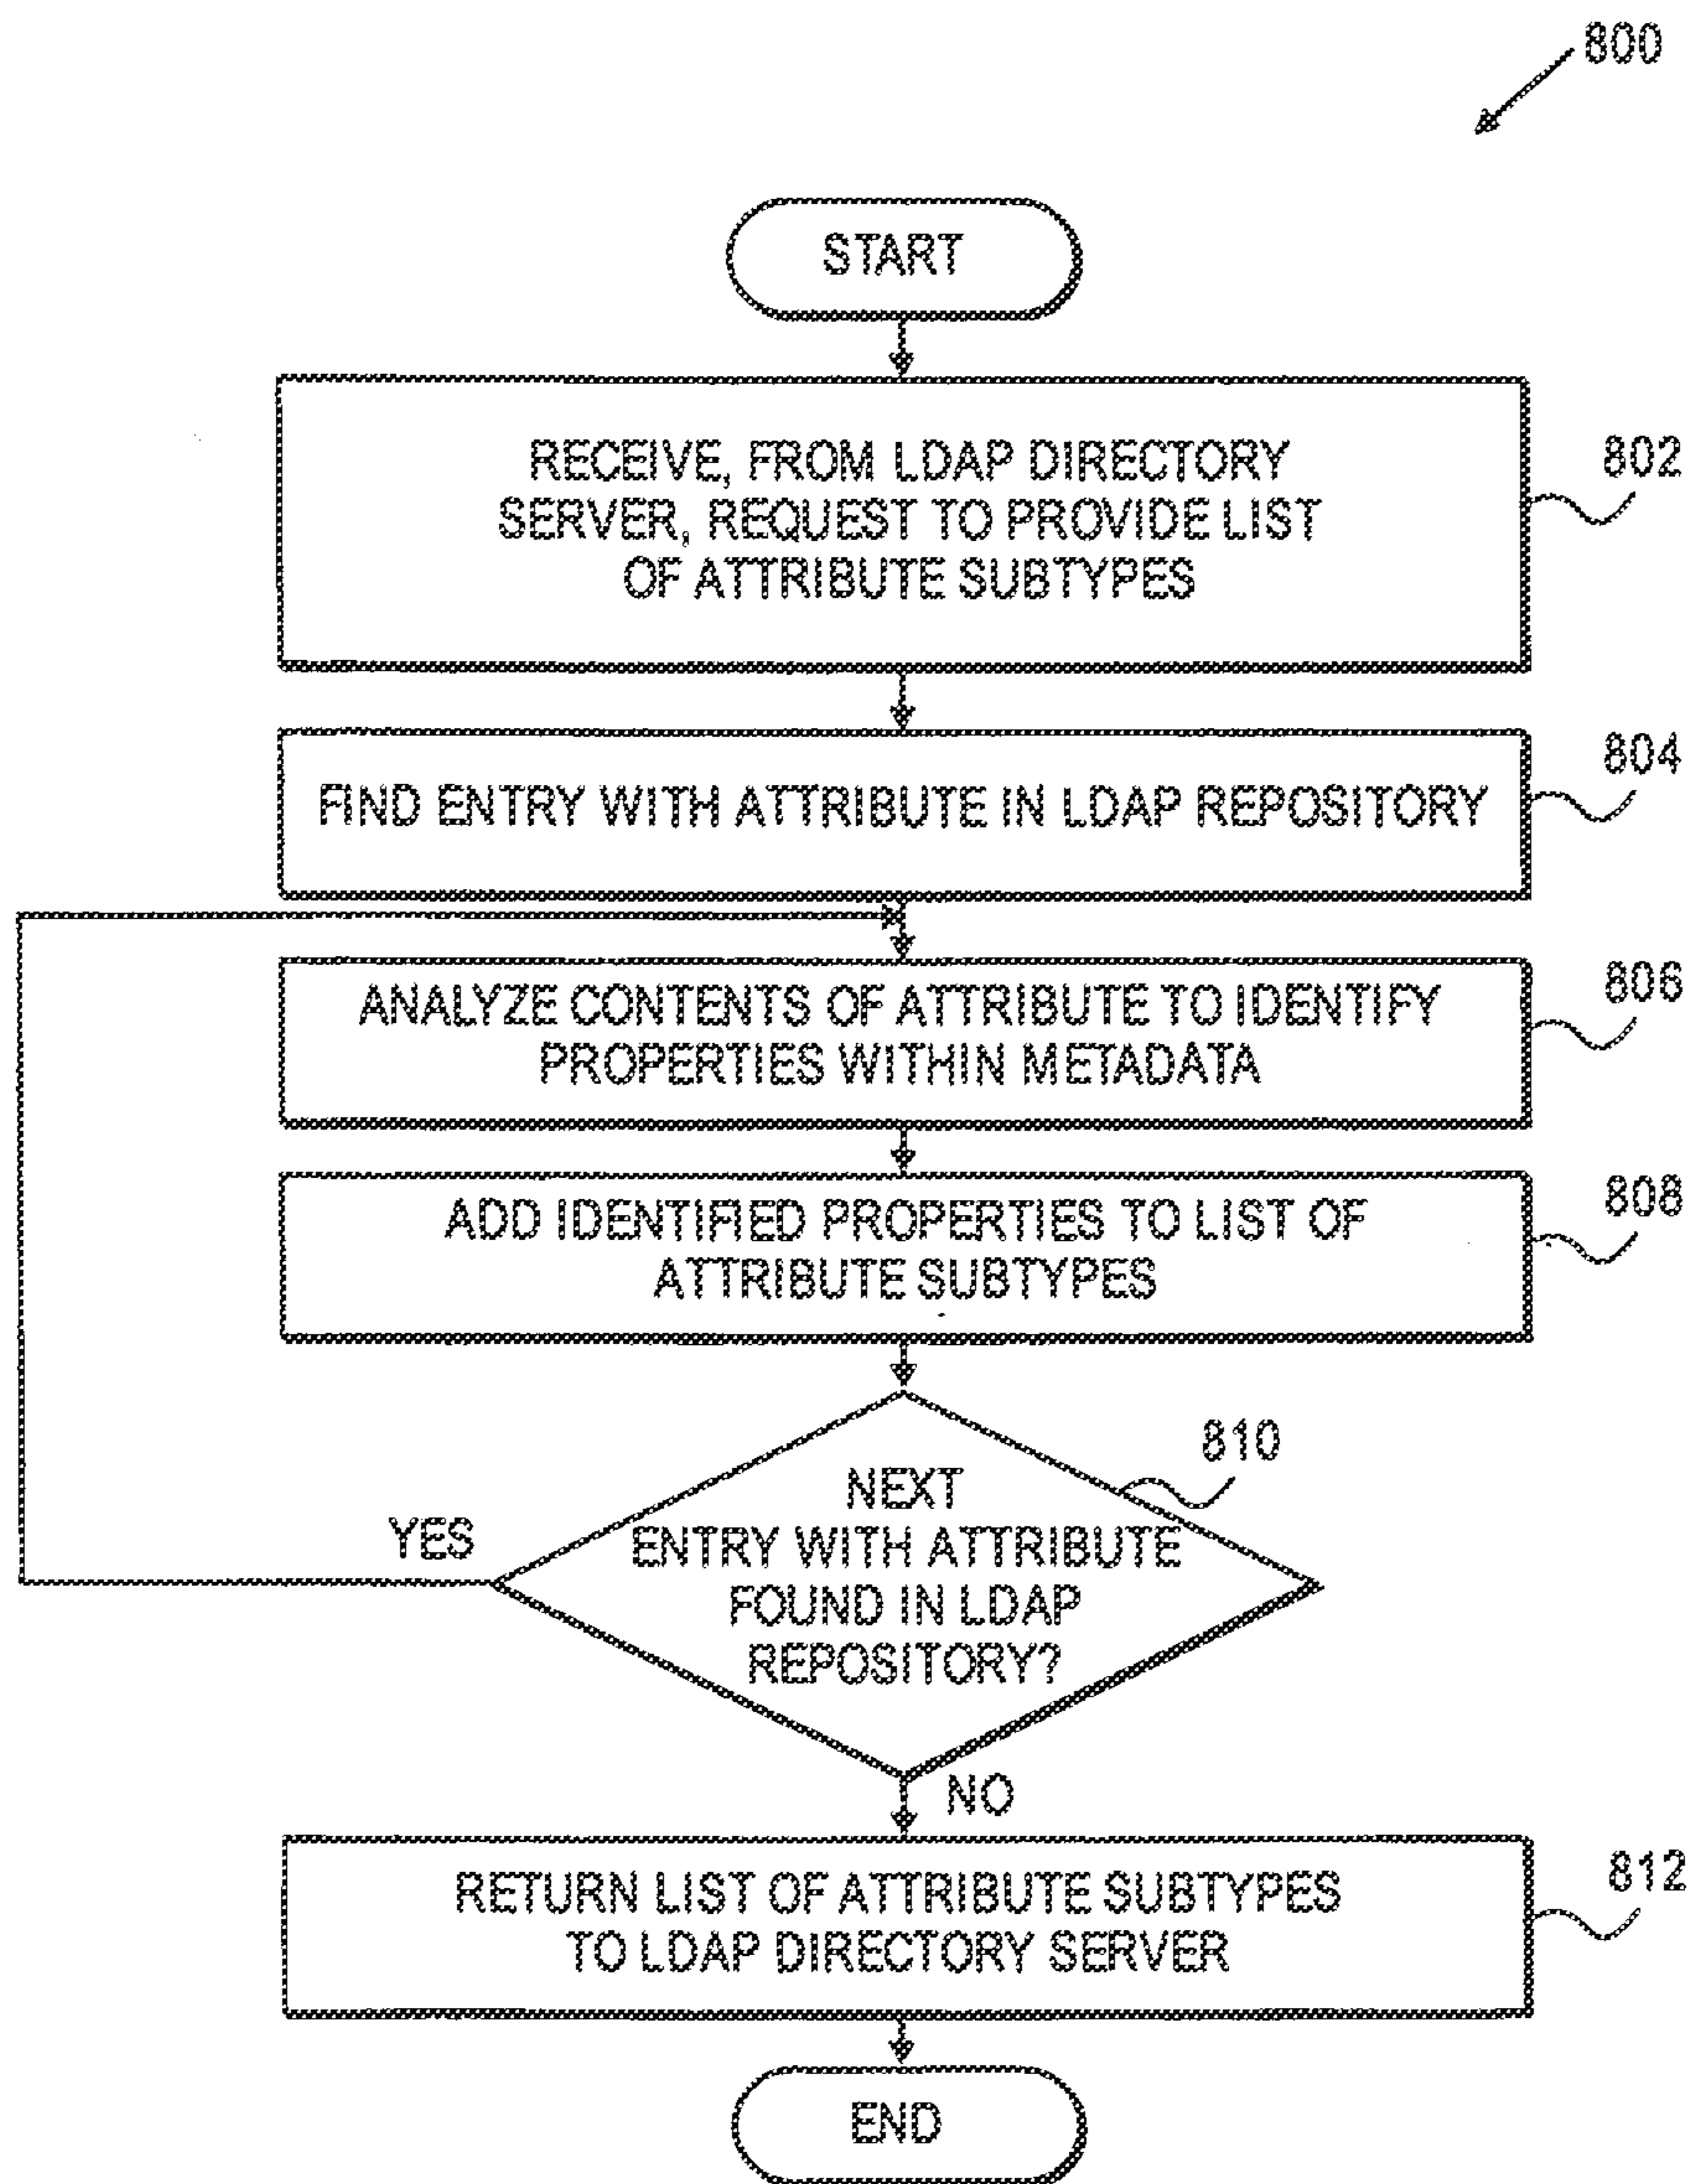 800
START
RECEIVE, FROM LDAP DIRECTORY
SERVER, REQUEST TO PROVIDE LIST
OF ATTRIBUTE SUBTYPES
802
FIND ENTRY WITH ATTRIBUTE IN LDAP REPOSITORY
804
ANALYZE CONTENTS OF ATTRIBUTE TO IDENTIFY
PROPERTIES WITHIN METADATA
806
ADD IDENTIFIED PROPERTIES TO LIST OF
ATTRIBUTE SUBTYPES
808
NEXT
ENTRY WITH ATTRIBUTE
FOUND IN LDAP
REPOSITORY?
810
YES
NO
RETURN LIST OF ATTRIBUTE SUBTYPES
TO LDAP DIRECTORY SERVER
812
END